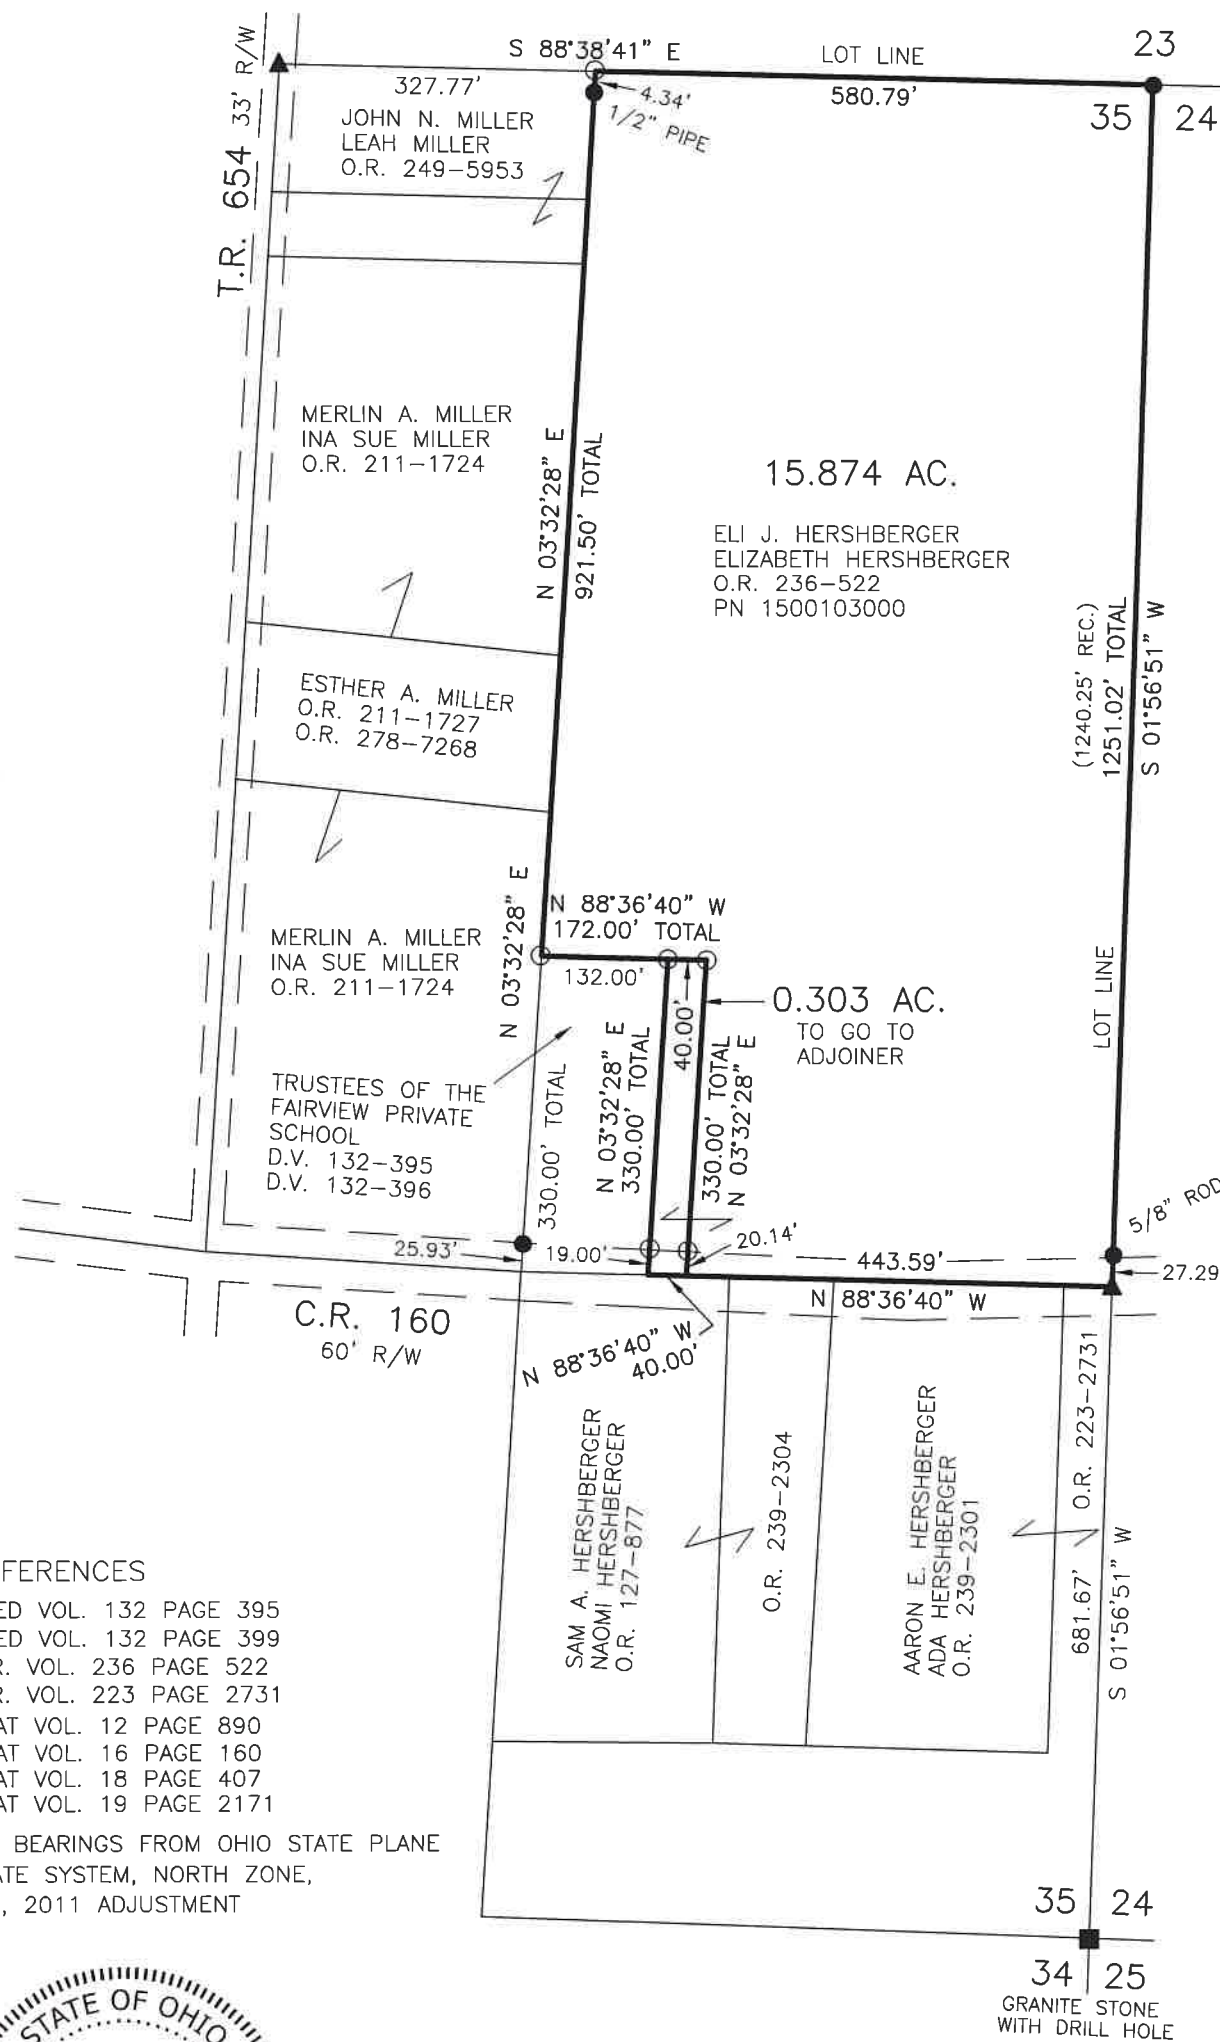 S 88°38'41" E
LOT LINE
23
327.77'
4.34'
1/2" PIPE
580.79'
35
24
T.R. 654 33' R/W
JOHN N. MILLER
LEAH MILLER
O.R. 249-5953
MERLIN A. MILLER
INA SUE MILLER
O.R. 211-1724
N 03°32'28" E
921.50' TOTAL
15.874 AC.
ELI J. HERSHBERGER
ELIZABETH HERSHBERGER
O.R. 236-522
PN 1500103000
(1240.25' REC.)
1251.02' TOTAL
S 01°56'51" W
LOT LINE
ESTHER A. MILLER
O.R. 211-1727
O.R. 278-7268
MERLIN A. MILLER
INA SUE MILLER
O.R. 211-1724
N 03°32'28" E
N 88°36'40" W
172.00' TOTAL
132.00'
40.00'
0.303 AC.
TO GO TO
ADJOINER
TRUSTEES OF THE
FAIRVIEW PRIVATE
SCHOOL
D.V. 132-395
D.V. 132-396
330.00' TOTAL
N 03°32'28" E
330.00' TOTAL
330.00' TOTAL
N 03°32'28" E
25.93'
19.00'
20.14'
443.59'
5/8" ROD
27.29
N 88°36'40" W
C.R. 160
60' R/W
N 88°36'40" W
40.00'
SAM A. HERSHBERGER
NAOMI HERSHBERGER
O.R. 127-877
O.R. 239-2304
AARON E. HERSHBERGER
ADA HERSHBERGER
O.R. 239-2301
O.R. 223-2731
681.67'
S 01°56'51" W
FERENCES
ED VOL. 132 PAGE 395
ED VOL. 132 PAGE 399
R. VOL. 236 PAGE 522
R. VOL. 223 PAGE 2731
AT VOL. 12 PAGE 890
AT VOL. 16 PAGE 160
AT VOL. 18 PAGE 407
AT VOL. 19 PAGE 2171
BEARINGS FROM OHIO STATE PLANE
ATE SYSTEM, NORTH ZONE,
, 2011 ADJUSTMENT
35
24
34
25
GRANITE STONE
WITH DRILL HOLE
STATE OF OHIO